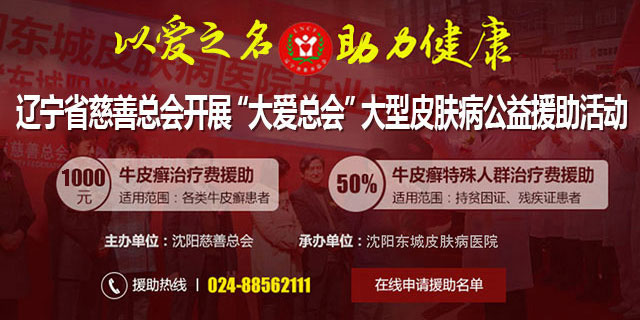 以爱之名 助力健康
辽宁省慈善总会开展“大爱总会”大型皮肤病公益援助活动
1000元 牛皮癣治疗费援助
适用范围：各类牛皮癣患者
50% 牛皮癣特殊人群治疗费援助
适用范围：持贫困证、残疾证患者
主办单位：沈阳慈善总会 承办单位：沈阳东城皮肤病医院
援助热线 | 024-88562111 在线申请援助名单